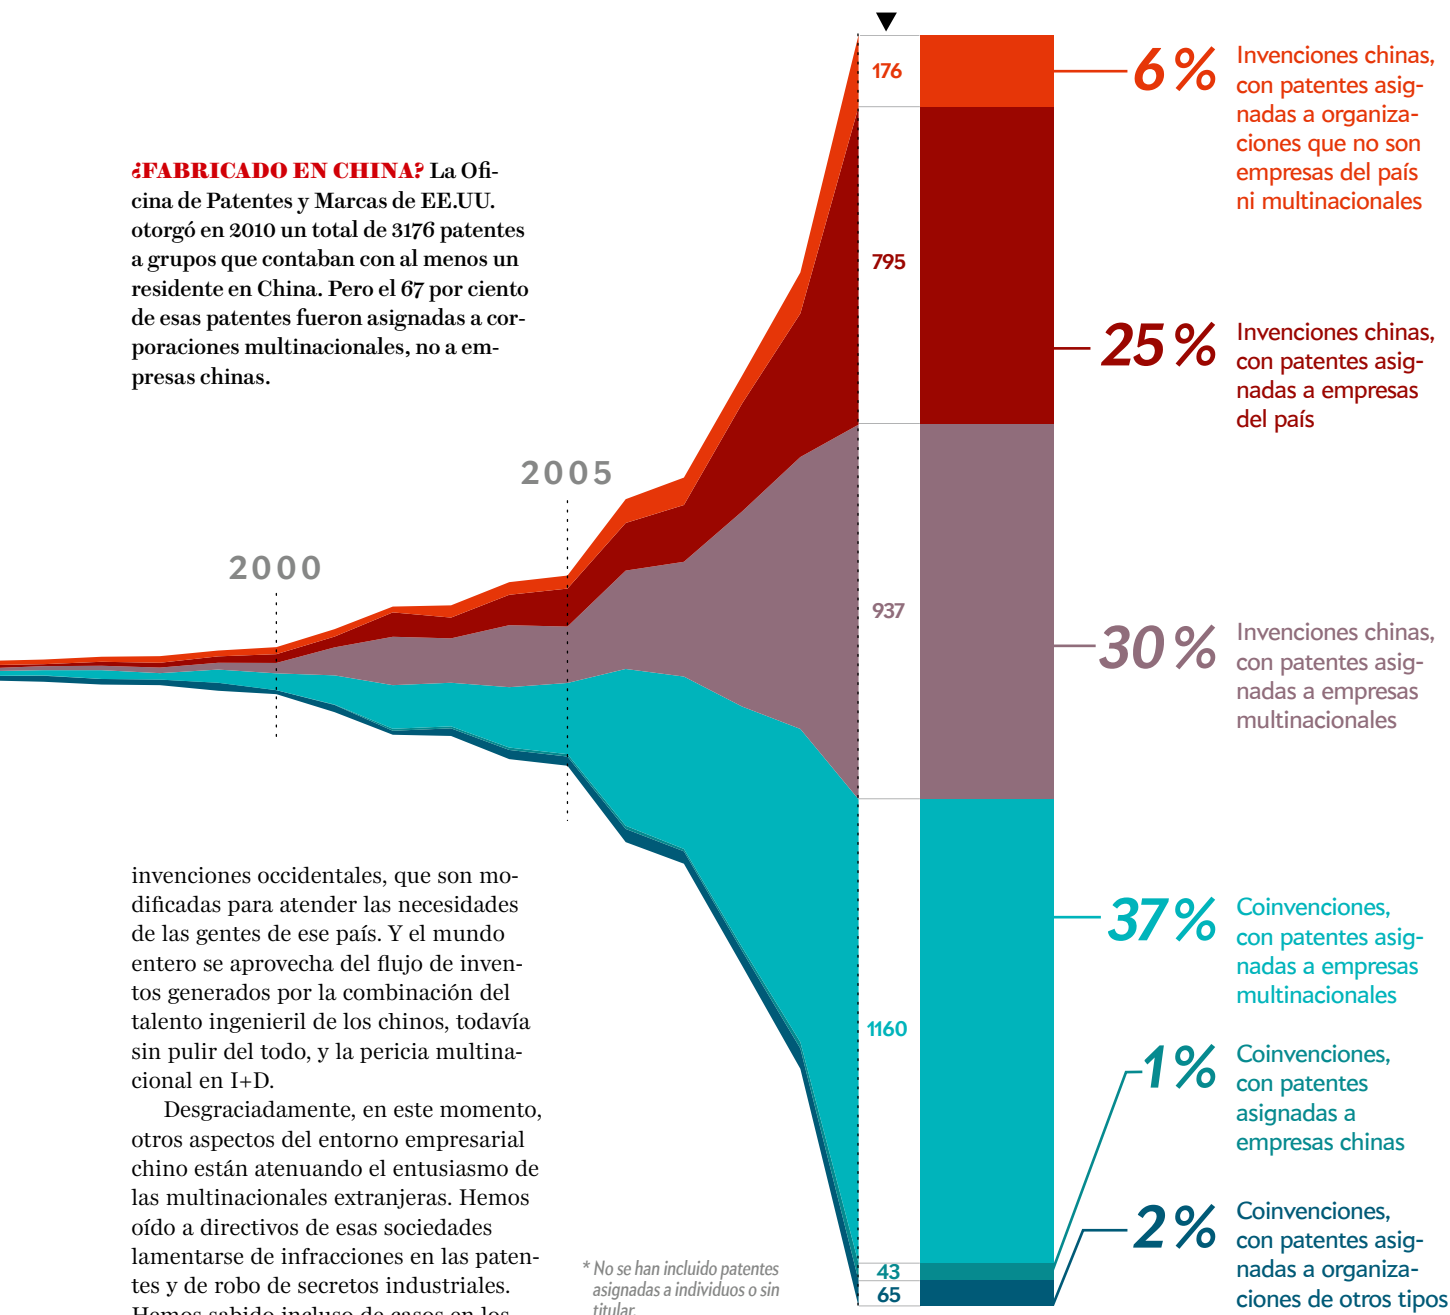 ¿FABRICADO EN CHINA? La Ofi-
cina de Patentes y Marcas de EE.UU.
otorgó en 2010 un total de 3176 patentes
a grupos que contaban con al menos un
residente en China. Pero el 67 por ciento
de esas patentes fueron asignadas a cor-
poraciones multinacionales, no a em-
presas chinas.
2000
2005
176
795
937
1160
43
65
6 %
Invenciones chinas,
con patentes asig-
nadas a organiza-
ciones que no son
empresas del país
ni multinacionales
25 %
Invenciones chinas,
con patentes asig-
nadas a empresas
del país
30 %
Invenciones chinas,
con patentes asig-
nadas a empresas
multinacionales
37 %
Coinvenciones,
con patentes asig-
nadas a empresas
multinacionales
1 %
Coinvenciones,
con patentes
asignadas a
empresas chinas
2 %
Coinvenciones,
con patentes asig-
nadas a organiza-
ciones de otros tipos
invenciones occidentales, que son mo-
dificadas para atender las necesidades
de las gentes de ese país. Y el mundo
entero se aprovecha del flujo de inven-
tos generados por la combinación del
talento ingenieril de los chinos, todavía
sin pulir del todo, y la pericia multina-
cional en I+D.
Desgraciadamente, en este momento,
otros aspectos del entorno empresarial
chino están atenuando el entusiasmo de
las multinacionales extranjeras. Hemos
oído a directivos de esas sociedades
lamentarse de infracciones en las paten-
tes y de robo de secretos industriales.
Hemos sabido incluso de casos en los
* No se han incluido patentes
asignadas a individuos o sin
titular.